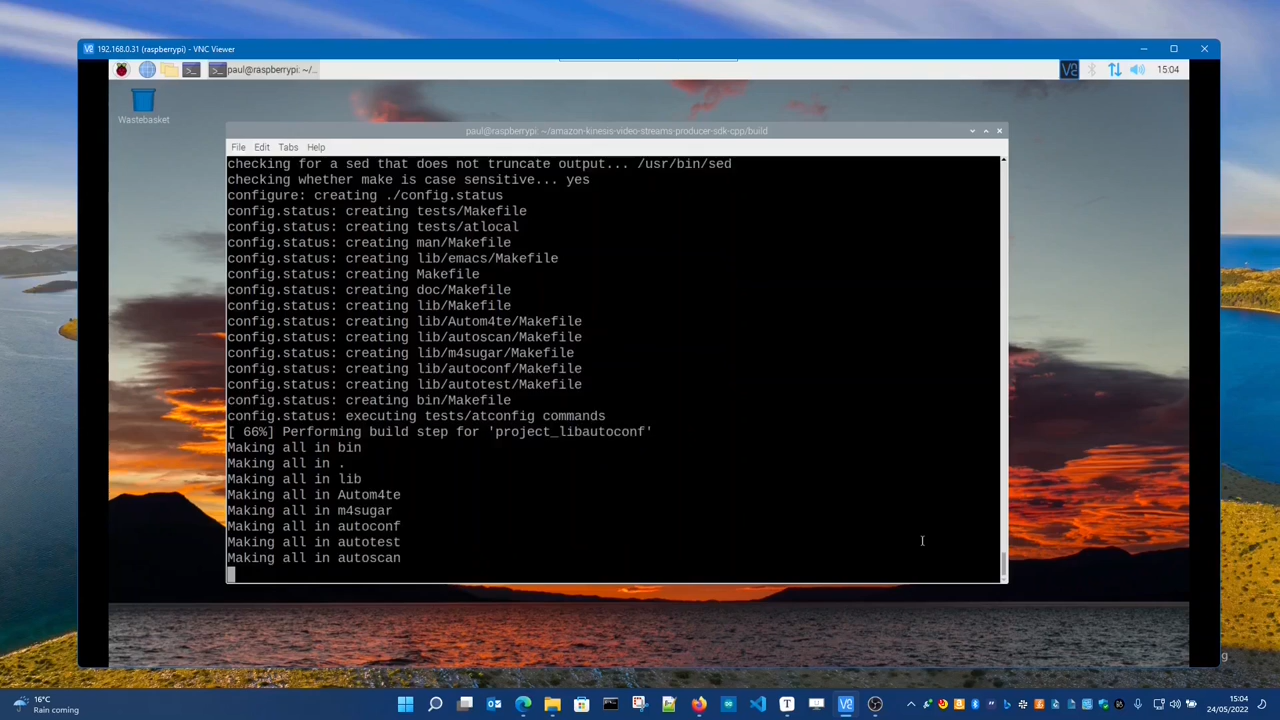 192.168.0.31 (raspberrypi) - VNC Viewer
paul@raspberrypi: ~/...
15:04
Wastebasket
paul@raspberrypi: ~/amazon-kinesis-video-streams-producer-sdk-cpp/build
File Edit Tabs Help
checking for a sed that does not truncate output... /usr/bin/sed
checking whether make is case sensitive... yes
configure: creating ./config.status
config.status: creating tests/Makefile
config.status: creating tests/atlocal
config.status: creating man/Makefile
config.status: creating lib/emacs/Makefile
config.status: creating Makefile
config.status: creating doc/Makefile
config.status: creating lib/Makefile
config.status: creating lib/Autom4te/Makefile
config.status: creating lib/autoscan/Makefile
config.status: creating lib/m4sugar/Makefile
config.status: creating lib/autoconf/Makefile
config.status: creating lib/autotest/Makefile
config.status: creating bin/Makefile
config.status: executing tests/atconfig commands
[ 66%] Performing build step for 'project_libautoconf'
Making all in bin
Making all in .
Making all in lib
Making all in Autom4te
Making all in m4sugar
Making all in autoconf
Making all in autotest
Making all in autoscan
16°C
Rain coming
15:04
24/05/2022